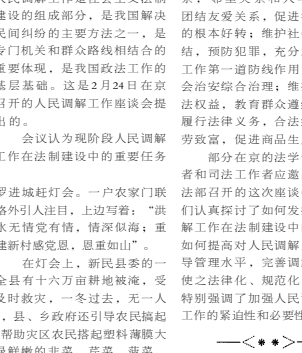 人民调解工作是社会主义法制
建设的组成部分，是我国解决
民间纠纷的主要方法之一，是
专门机关和群众路线相结合的
重要体现，是我国政法工作的
基层基础。这是2月24日在京
召开的人民调解工作座谈会提
出的。
会议认为现阶段人民调解
工作在法制建设中的重要任务
罗进城赶灯会。一户农家门联
格外引人注目，上边写着：“洪
水无情党有情，情深似海；重
建新村感党恩，恩重如山”。
在灯会上，新民县委的一
全县有十六万亩耕地被淹，受
及时救灾，一冬过去，无一人
，县、乡政府还引导农民搞起
帮助灾区农民搭起塑料薄膜大
是鲜嫩的韭菜、芹菜、菠菜、
团结友爱关系，促进
的根本好转；维护社
结，预防犯罪，充分
工作第一道防线作用
会治安综合治理；维
法权益，教育群众遵
履行法律义务，合法
劳致富，促进商品生
部分在京的法学
者和司法工作者应邀
法部召开的这次座谈
们认真探讨了如何发
解工作在法制建设中
如何提高对人民调解
导管理水平，完善调
使之法律化、规范化
特别强调了加强人民
工作的紧迫性和必要